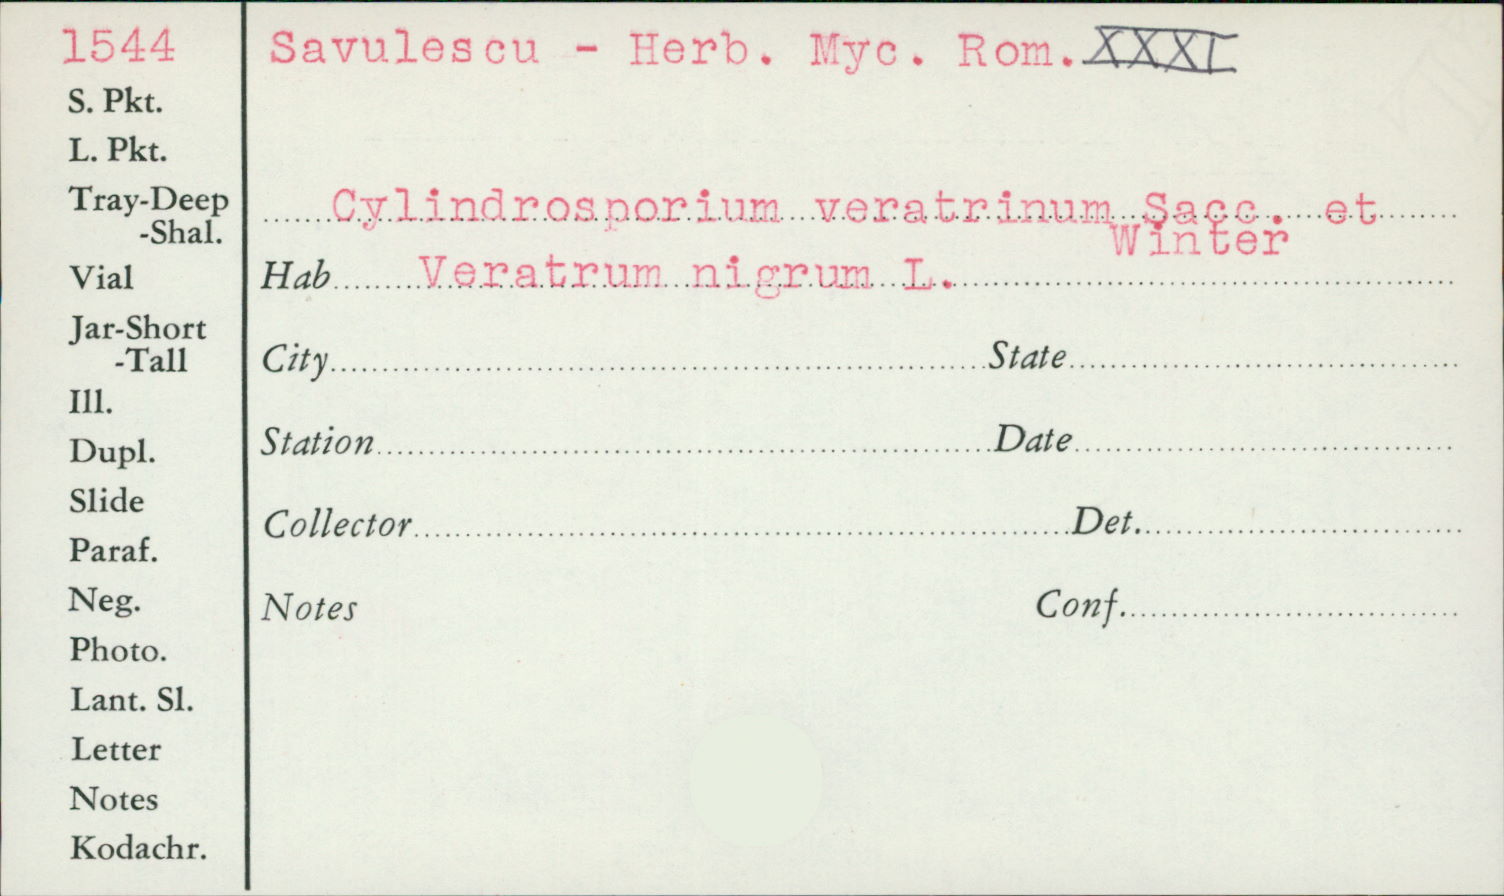 1544
Savulescu - Herb. Myc. Rom. XXXI
S. Pkt.
L. Pkt.
Tray-Deep
-Shal.
Vial
Jar-Short
-Tall
Ill.
Dupl.
Slide
Paraf.
Neg.
Photo.
Lant. Sl.
Letter
Notes
Kodachr.
Cylindrosporium veratrinum Sacc. et
Winter
Hab Veratrum nigrum L.
City State
Station Date
Collector Det.
Notes Conf.